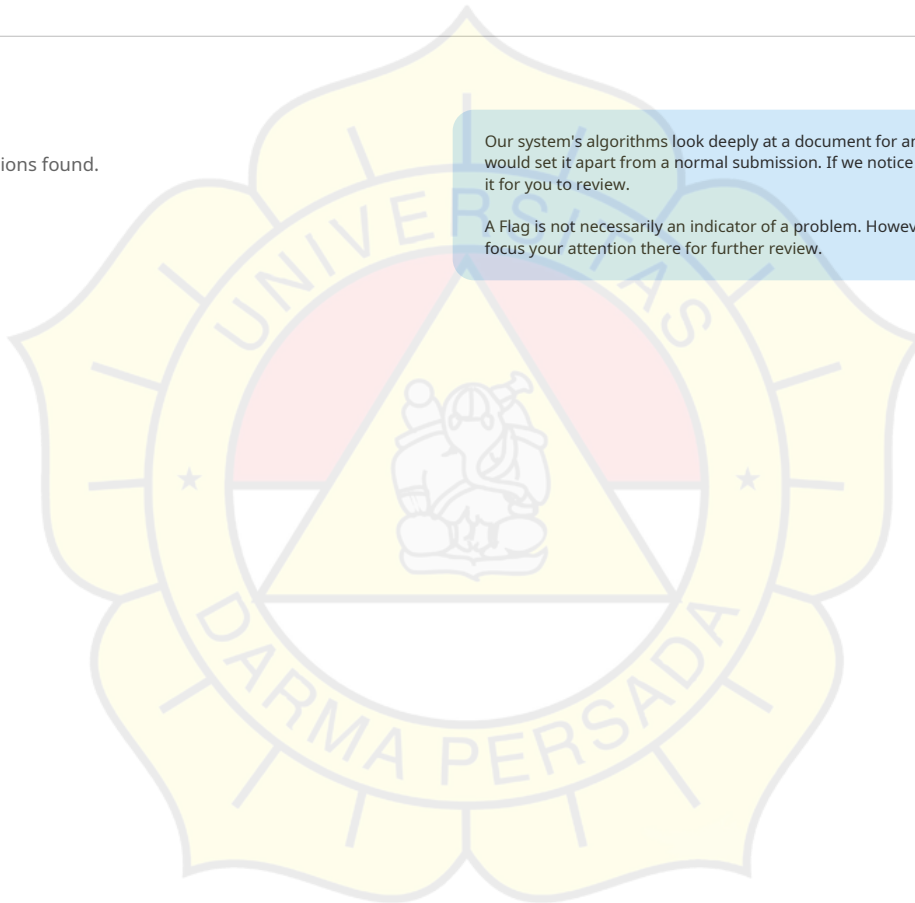 ions found.
Our system's algorithms look deeply at a document for
would set it apart from a normal submission. If we notice
it for you to review.
A Flag is not necessarily an indicator of a problem.
focus your attention there for further review.
UNIVERSITAS
DARMA PERSADA